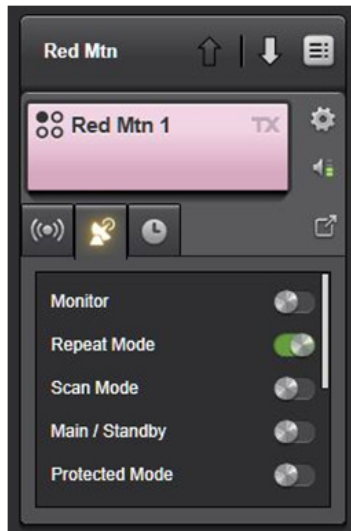 Red Mtn
Red Mtn 1 TX
Monitor
Repeat Mode
Scan Mode
Main / Standby
Protected Mode